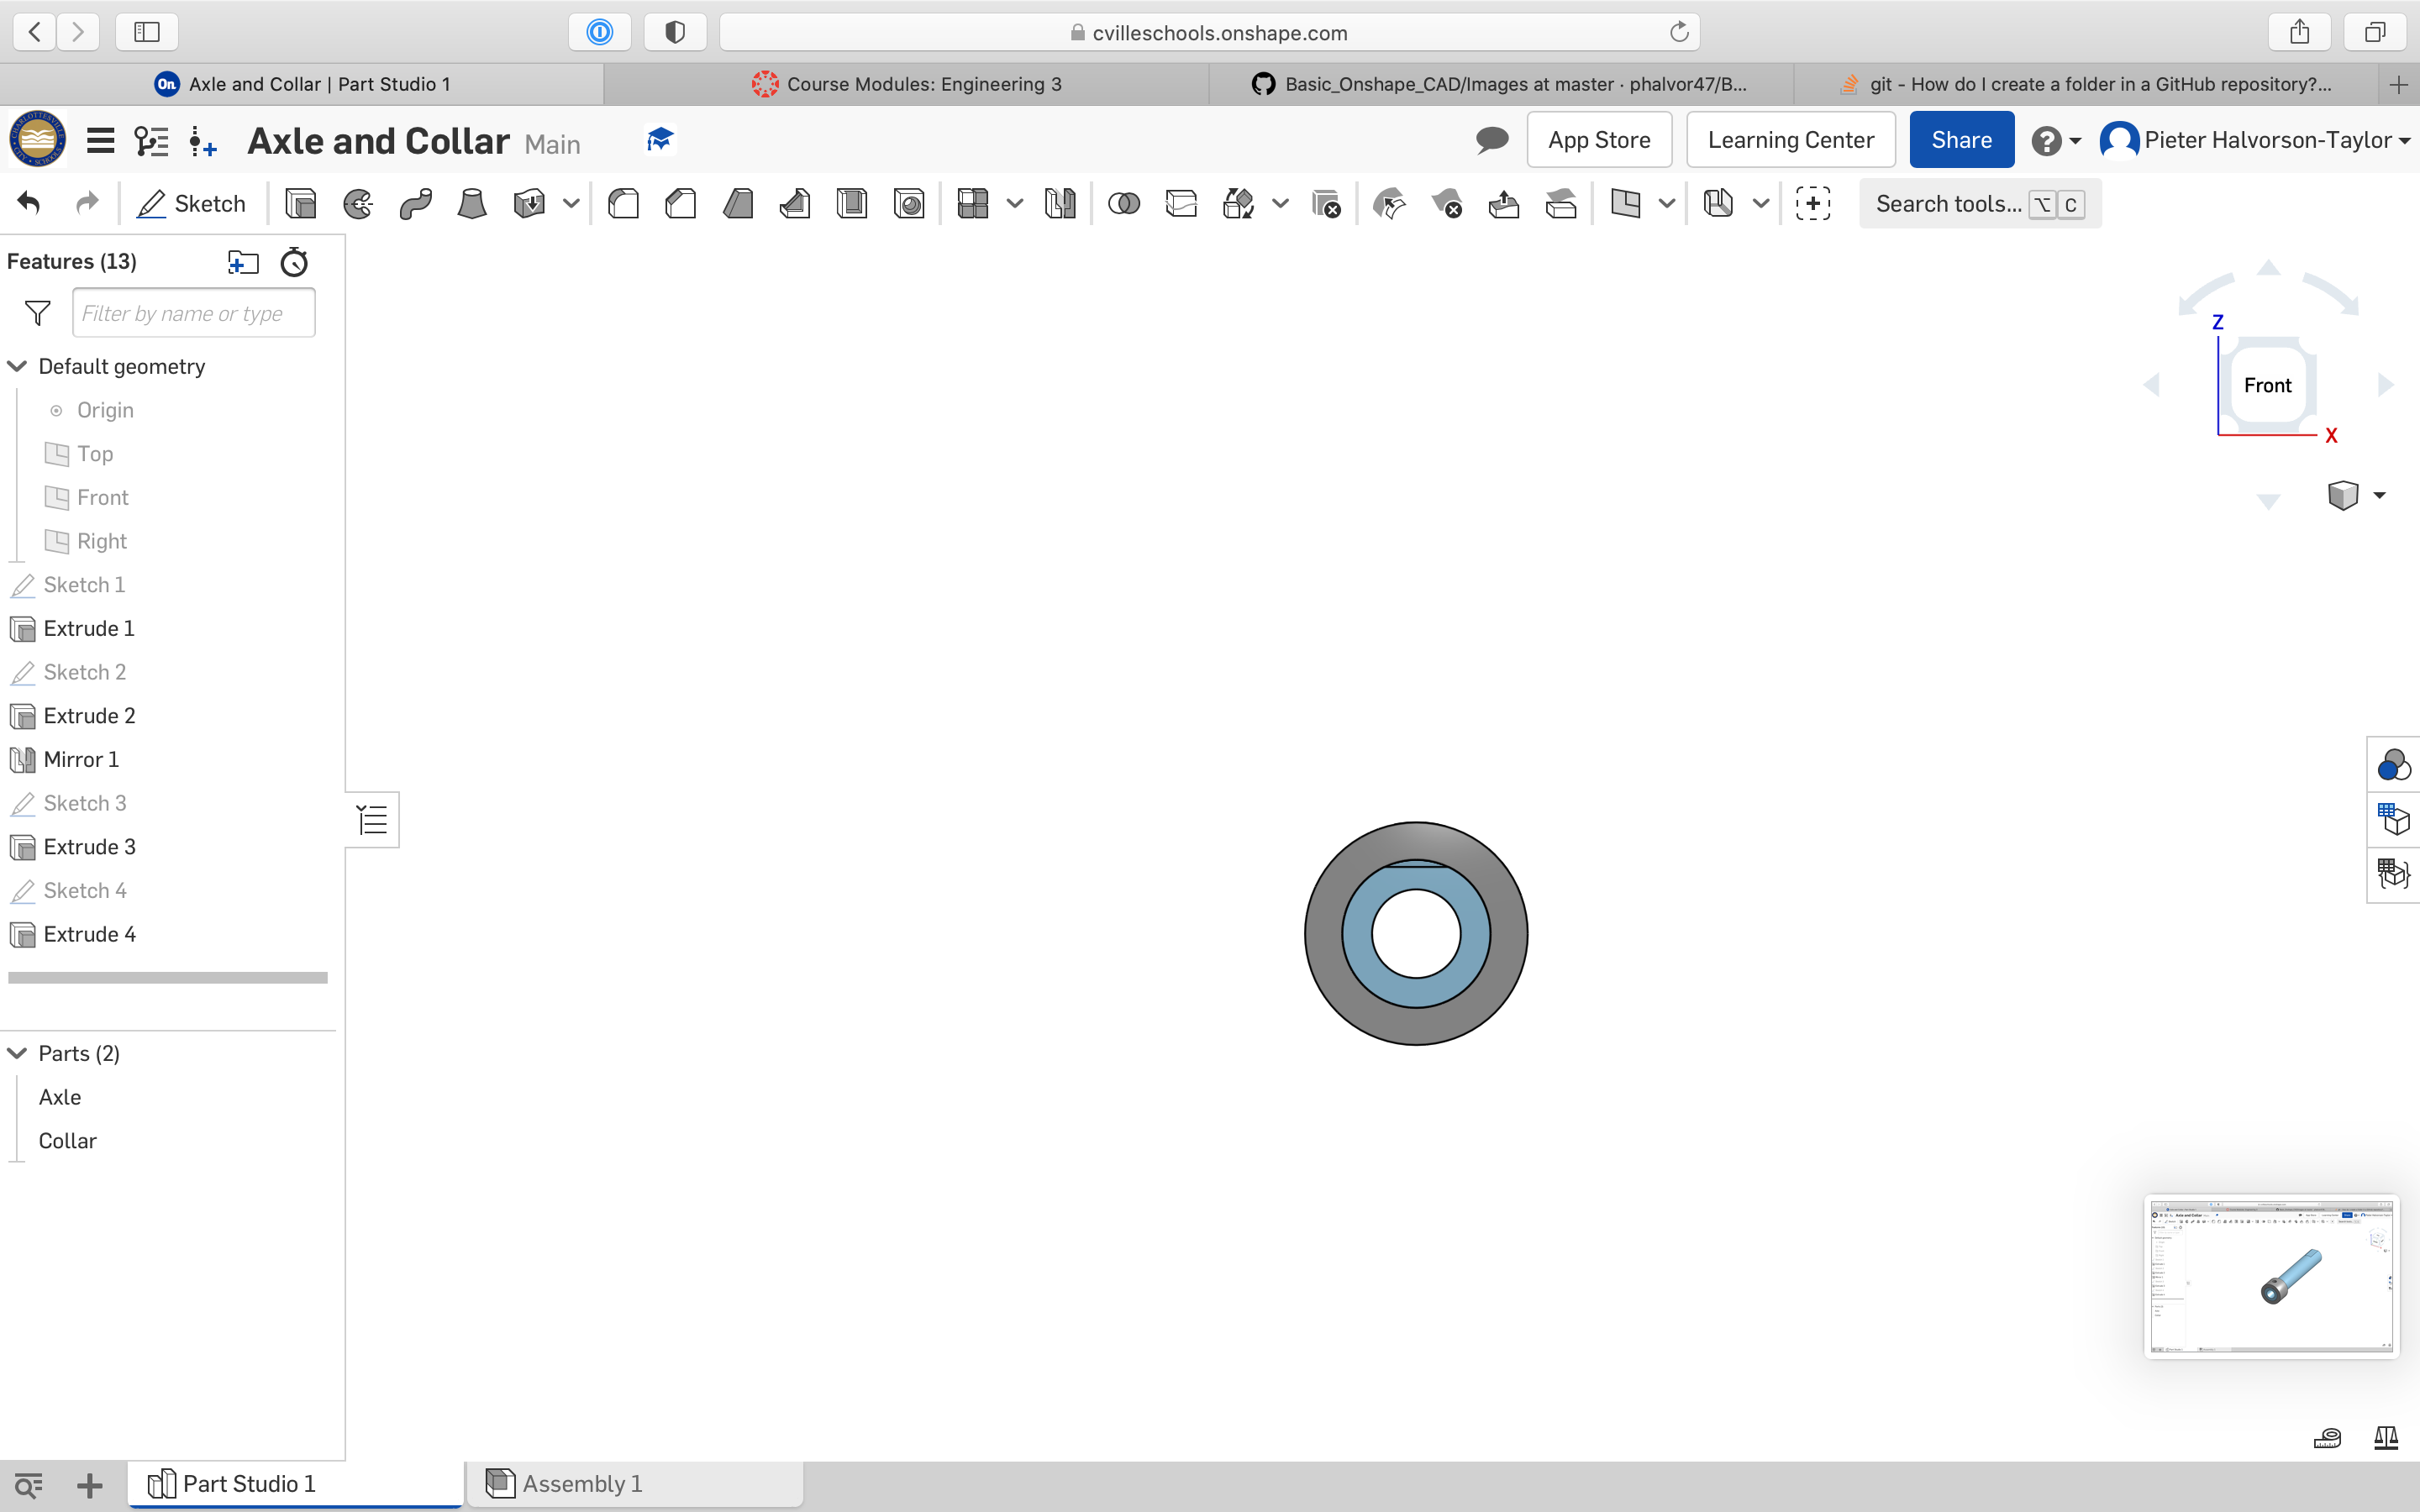 cvilleschools.onshape.com
On Axle and Collar | Part Studio 1
Course Modules: Engineering 3
Basic_Onshape_CAD/Images at master · phalvor47/B...
git - How do I create a folder in a GitHub repository?...
Axle and Collar Main
App Store
Learning Center
Share
Pieter Halvorson-Taylor
Sketch
Search tools... ⌥ C
Features (13)
Filter by name or type
Default geometry
Origin
Top
Front
Right
Sketch 1
Extrude 1
Sketch 2
Extrude 2
Mirror 1
Sketch 3
Extrude 3
Sketch 4
Extrude 4
Parts (2)
Axle
Collar
Z
Front
X
Part Studio 1
Assembly 1